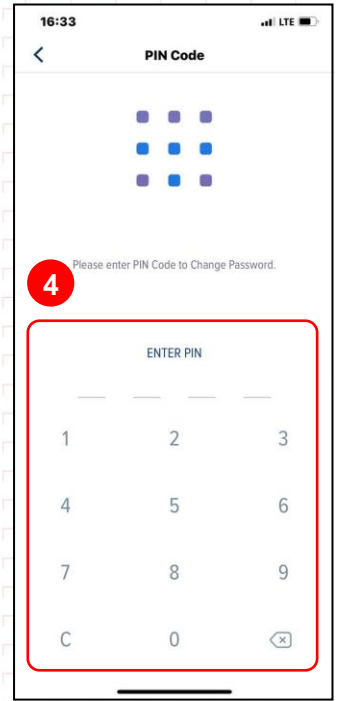 16:33 LTE
PIN Code
Please enter PIN Code to Change Password.
4
ENTER PIN
1 2 3
4 5 6
7 8 9
C 0